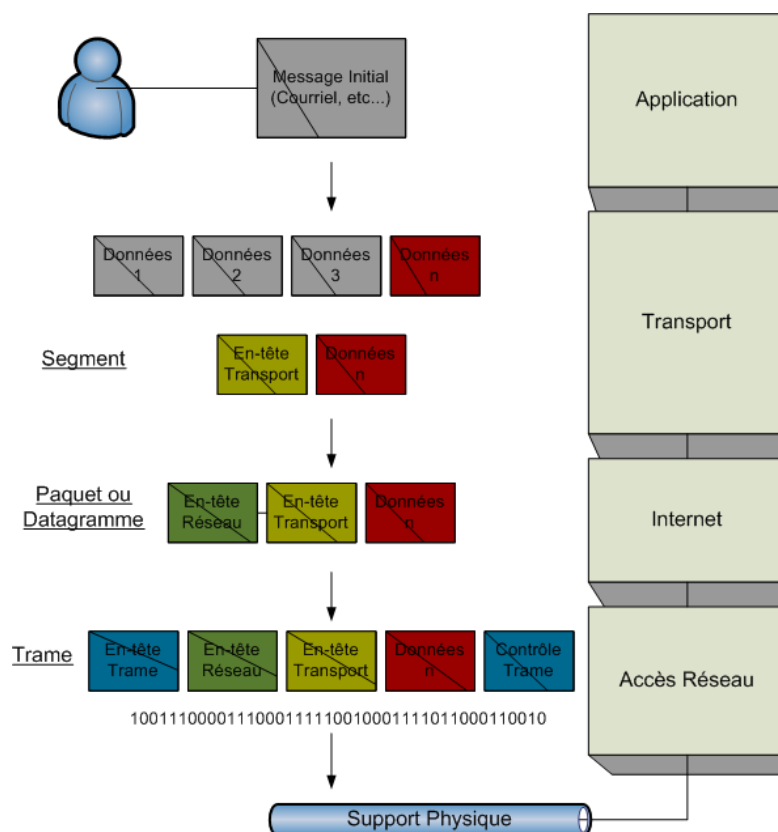 Message Initial
(Courriel, etc...)
Application
Données
1
Données
2
Données
3
Données
n
Transport
Segment
En-tête
Transport
Données
n
Paquet ou
Datagramme
En-tête
Réseau
En-tête
Transport
Données
n
Internet
Trame
En-tête
Trame
En-tête
Réseau
En-tête
Transport
Données
n
Contrôle
Trame
Accès Réseau
1001110000111000111110010001111011000110010
Support Physique